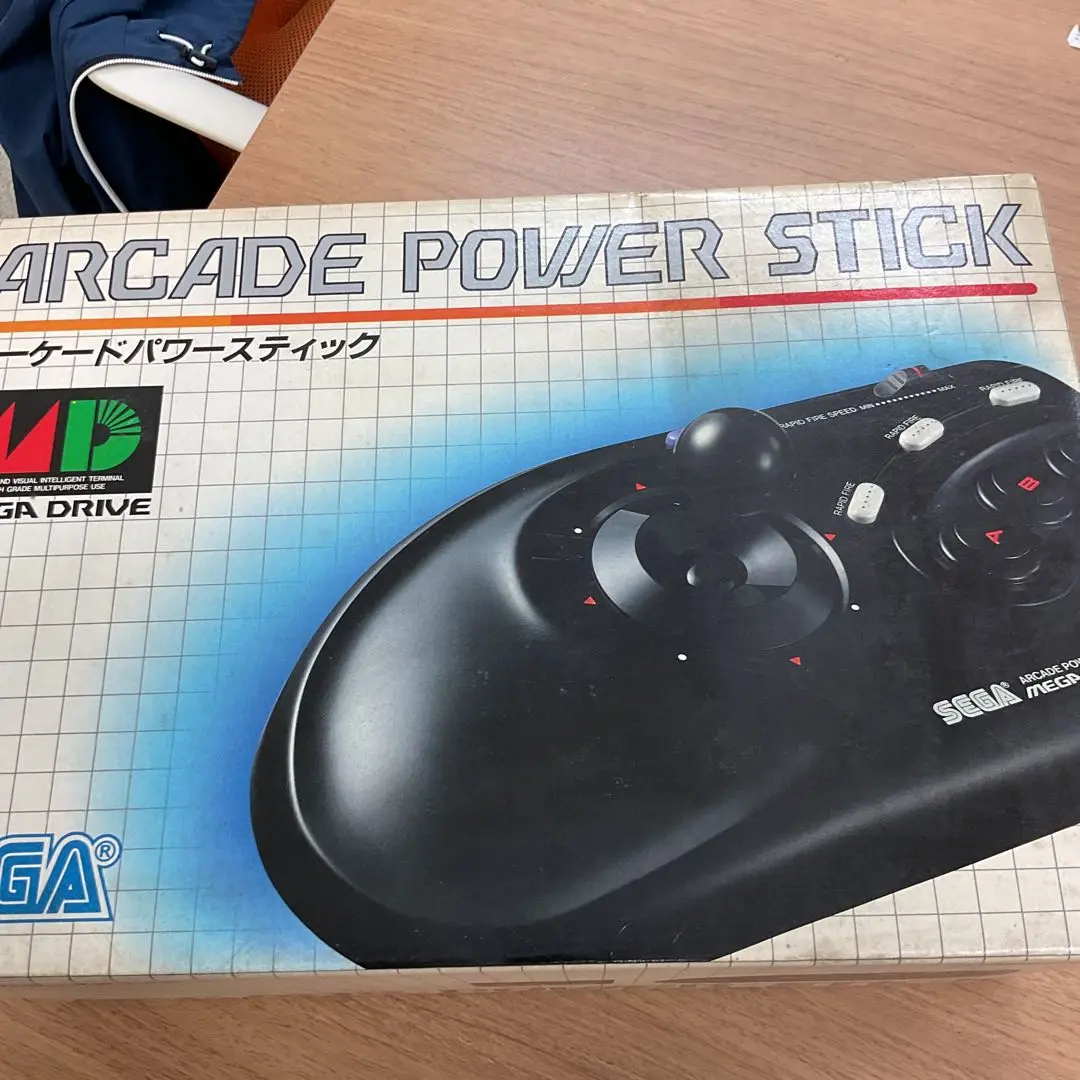 ARCADE POWER STICK
ーケードパワースティック
MD
ND VISUAL INTELLIGENT TERMINAL
H GRADE MULTIPURPOSE USE
GA DRIVE
RAPID FIRE SPEED MIN MAX
RAPID FIRE
RAPID FIRE
RAPID FIRE
B
A
SEGA® ARCADE POW
MEGA
GA®